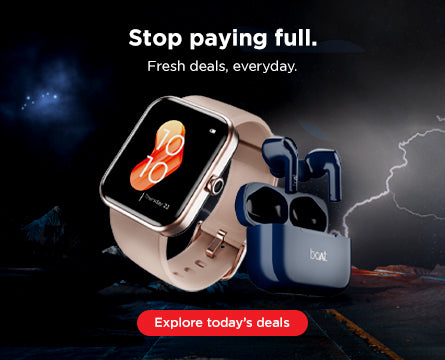 Stop paying full.
Fresh deals, everyday.
10
10
Thursday 22
boAt
Explore today's deals